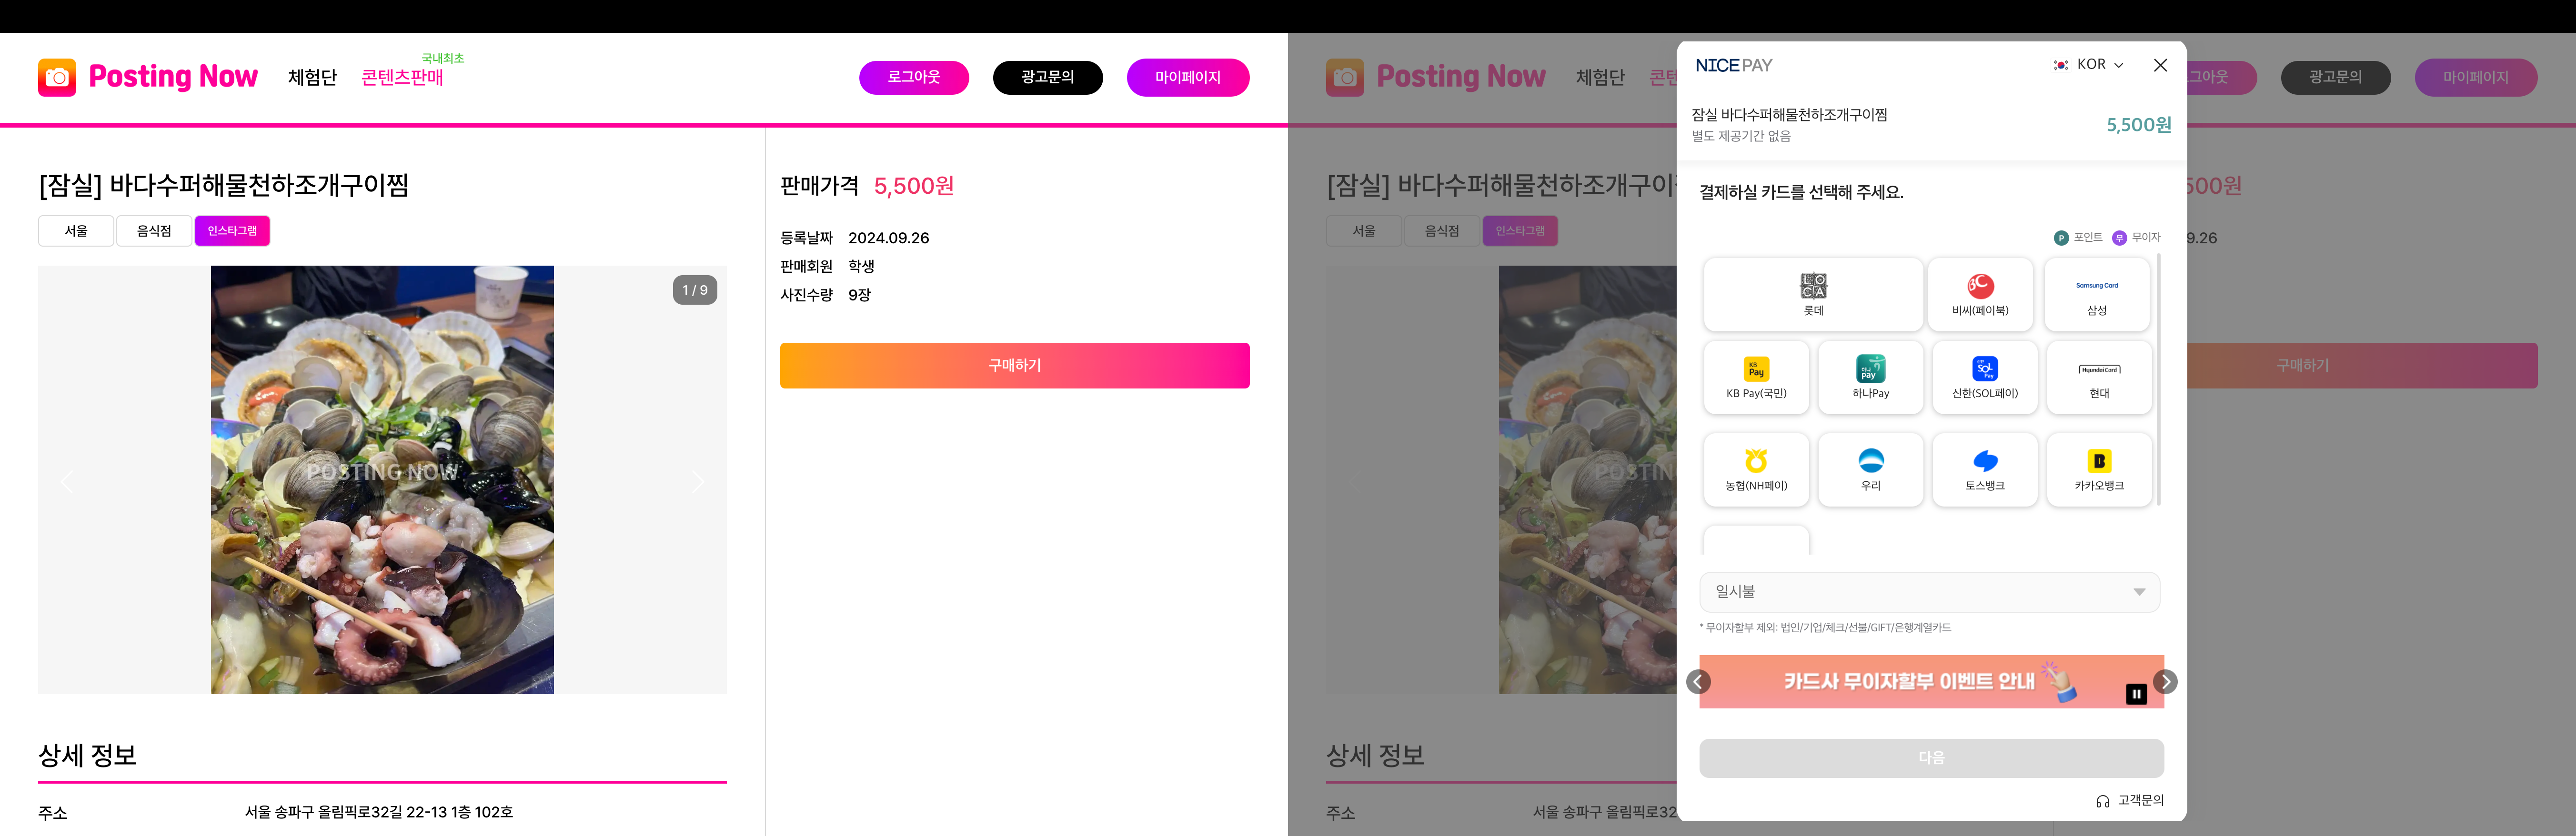 Posting Now
체험단
국내최초
콘텐츠판매
로그아웃
광고문의
마이페이지
[잠실] 바다수퍼해물천하조개구이찜
서울
음식점
인스타그램
1 / 9
POSTING NOW
상세 정보
주소
서울 송파구 올림픽로32길 22-13 1층 102호
판매가격 5,500원
등록날짜 2024.09.26
판매회원 학생
사진수량 9장
구매하기
Posting Now
체험단
콘텐
그아웃
광고문의
마이페이지
[잠실] 바다수퍼해물천하조개구이
서울
음식점
인스타그램
POSTING N
상세 정보
주소
서울 송파구 올림픽로32
500원
9.26
구매하기
NICEPAY
KOR
잠실 바다수퍼해물천하조개구이찜
별도 제공기간 없음
5,500원
결제하실 카드를 선택해 주세요.
P 포인트 무 무이자
LOCA
롯데
BC
비씨(페이북)
Samsung Card
삼성
KB Pay
KB Pay(국민)
하나 pay
하나Pay
신한 SOL Pay
신한(SOL페이)
Hyundai Card
현대
농협(NH페이)
우리
토스뱅크
B
카카오뱅크
일시불
* 무이자할부 제외: 법인/기업/체크/선불/GIFT/은행계열카드
카드사 무이자할부 이벤트 안내
다음
고객문의